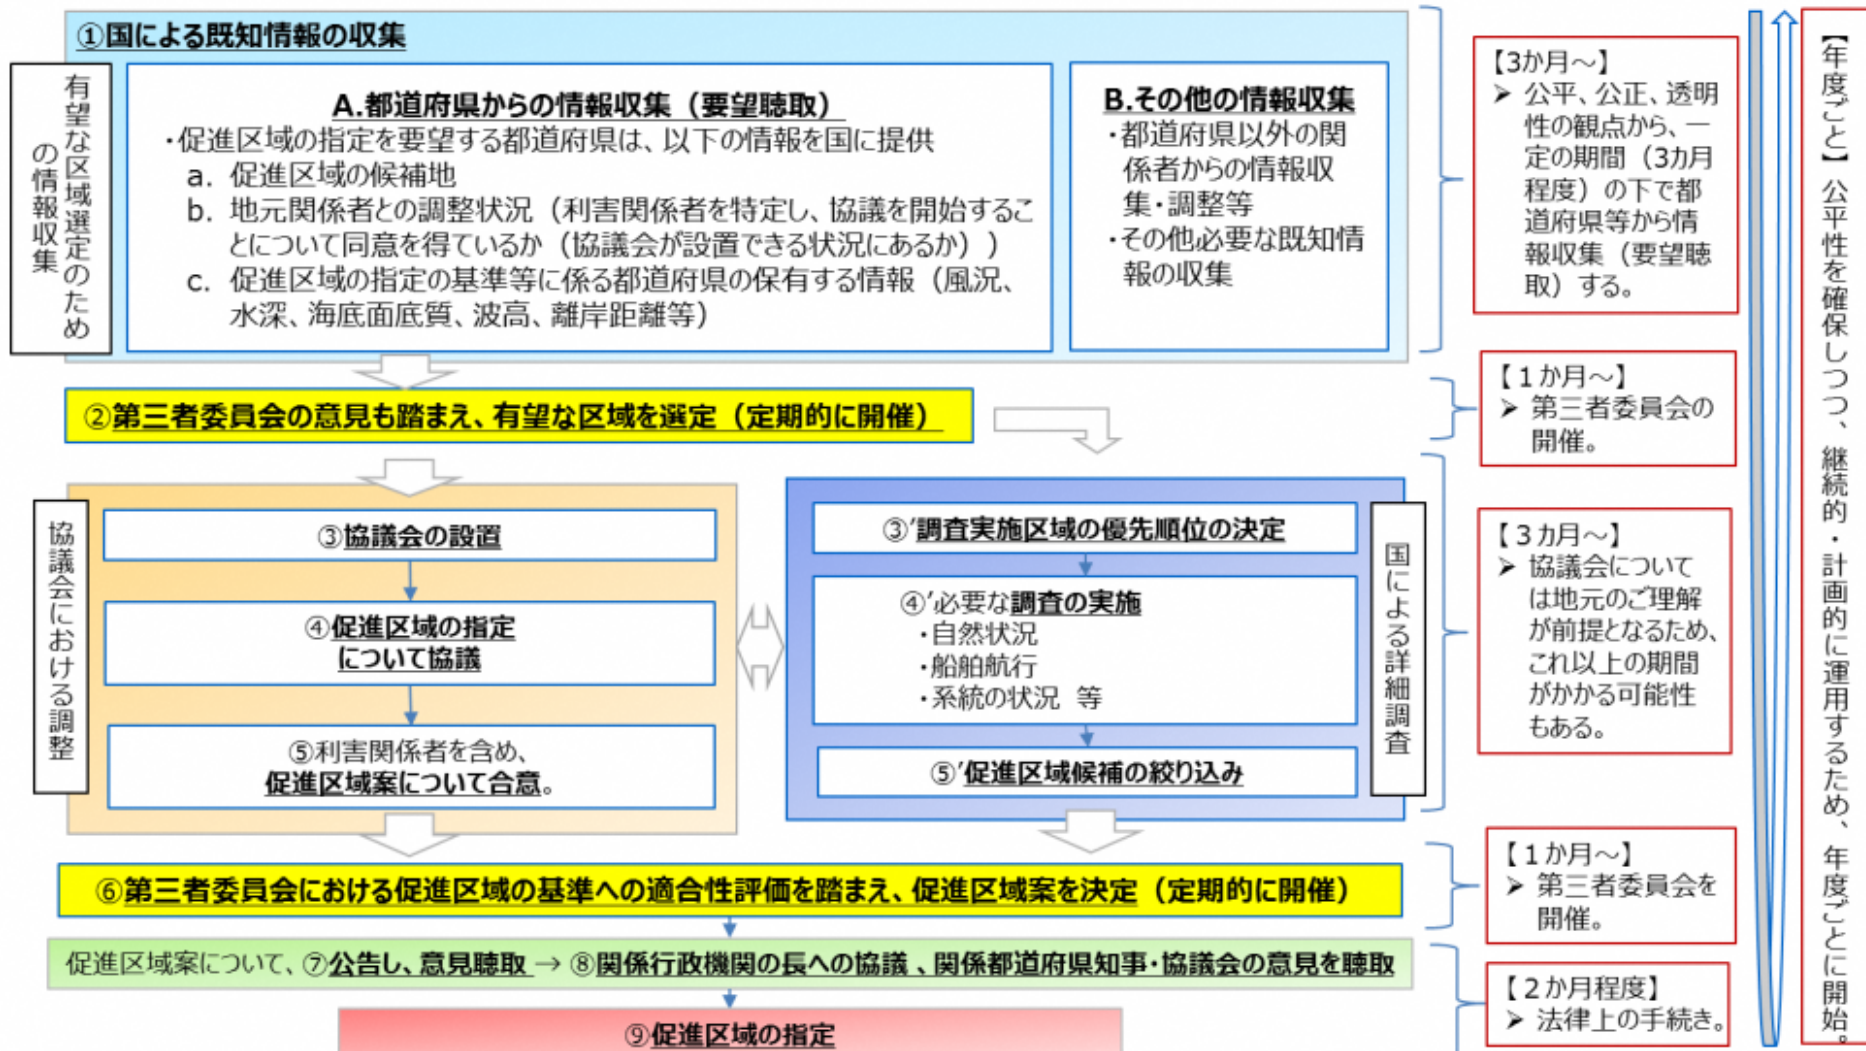 ①国による既知情報の収集
有望な区域選定のため
の情報収集
A.都道府県からの情報収集（要望聴取）
・促進区域の指定を要望する都道府県は、以下の情報を国に提供
a. 促進区域の候補地
b. 地元関係者との調整状況（利害関係者を特定し、協議を開始するこ
とについて同意を得ているか（協議会が設置できる状況にあるか））
c. 促進区域の指定の基準等に係る都道府県の保有する情報（風況、
水深、海底面底質、波高、離岸距離等）
B.その他の情報収集
・都道府県以外の関
係者からの情報収
集・調整等
・その他必要な既知情
報の収集
【3か月～】
➢ 公平、公正、透明
性の観点から、一
定の期間（3カ月
程度）の下で都
道府県等から情
報収集（要望聴
取）する。
②第三者委員会の意見も踏まえ、有望な区域を選定（定期的に開催）
【１か月～】
➢ 第三者委員会の
開催。
協議会における調整
③協議会の設置
④促進区域の指定
について協議
⑤利害関係者を含め、
促進区域案について合意。
③’調査実施区域の優先順位の決定
④’必要な調査の実施
・自然状況
・船舶航行
・系統の状況 等
⑤’促進区域候補の絞り込み
国による詳細調査
【３カ月～】
➢ 協議会について
は地元のご理解
が前提となるため、
これ以上の期間
がかかる可能性
もある。
⑥第三者委員会における促進区域の基準への適合性評価を踏まえ、促進区域案を決定（定期的に開催）
【１か月～】
➢ 第三者委員会を
開催。
促進区域案について、⑦公告し、意見聴取 → ⑧関係行政機関の長への協議 、関係都道府県知事・協議会の意見を聴取
【２か月程度】
➢ 法律上の手続き。
⑨促進区域の指定
【年度ごと】公平性を確保しつつ、継続的・計画的に運用するため、年度ごとに開始。